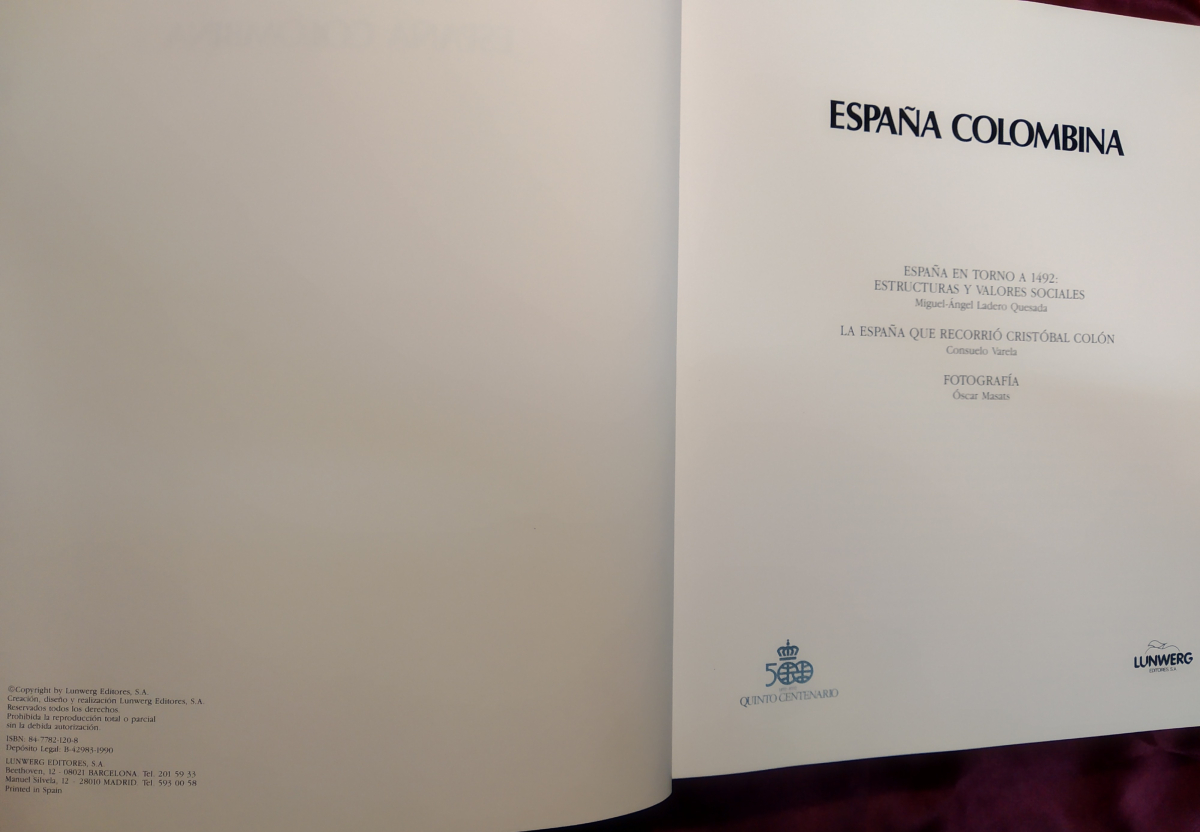 ©Copyright by Lunwerg Editores, S.A.
Creación, diseño y realización Lunwerg Editores, S.A.
Reservados todos los derechos.
Prohibida la reproducción total o parcial
sin la debida autorización.
ISBN: 84-7782-120-8
Depósito Legal: B-42983-1990
LUNWERG EDITORES, S.A.
Beethoven, 12 - 08021 BARCELONA. Tel. 201 59 33
Manuel Silvela, 12 - 28010 MADRID. Tel. 593 00 58
Printed in Spain
ESPAÑA COLOMBINA
ESPAÑA EN TORNO A 1492:
ESTRUCTURAS Y VALORES SOCIALES
Miguel-Ángel Ladero Quesada
LA ESPAÑA QUE RECORRIÓ CRISTÓBAL COLÓN
Consuelo Varela
FOTOGRAFÍA
Óscar Masats
500
QUINTO CENTENARIO
LUNWERG
EDITORES, S.A.